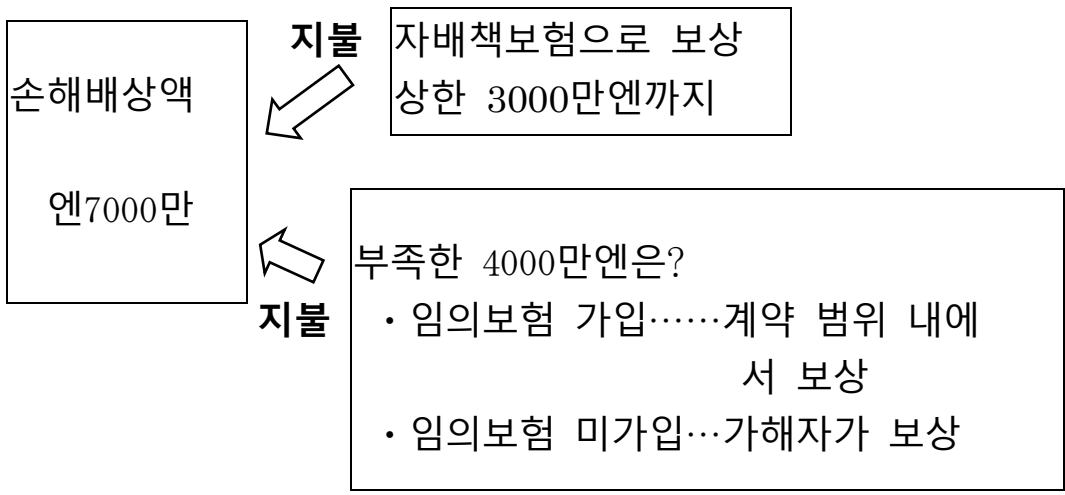 손해배상액
엔7000만
지불
자배책보험으로 보상
상한 3000만엔까지
지불
부족한 4000만엔은?
・임의보험 가입……계약 범위 내에
서 보상
・임의보험 미가입…가해자가 보상